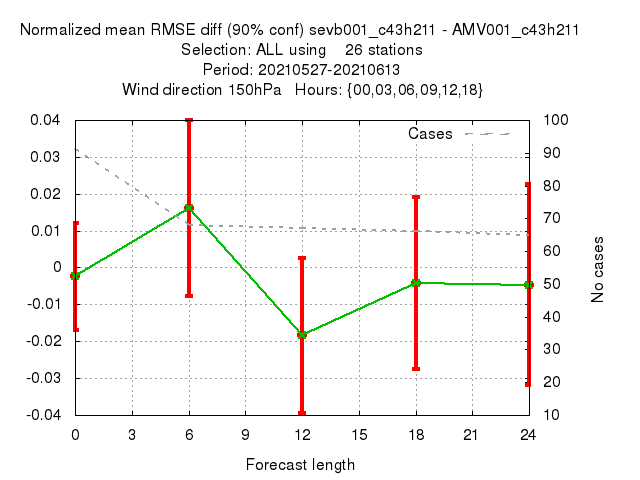 Normalized mean RMSE diff (90% conf) sevb001_c43h211 - AMV001_c43h211
Selection: ALL using    26 stations
Period: 20210527-20210613
Wind direction 150hPa   Hours: {00,03,06,09,12,18}
Cases
0.04
0.03
0.02
0.01
0
-0.01
-0.02
-0.03
-0.04
100
90
80
70
60
50
40
30
20
10
No cases
0 3 6 9 12 15 18 21 24
Forecast length